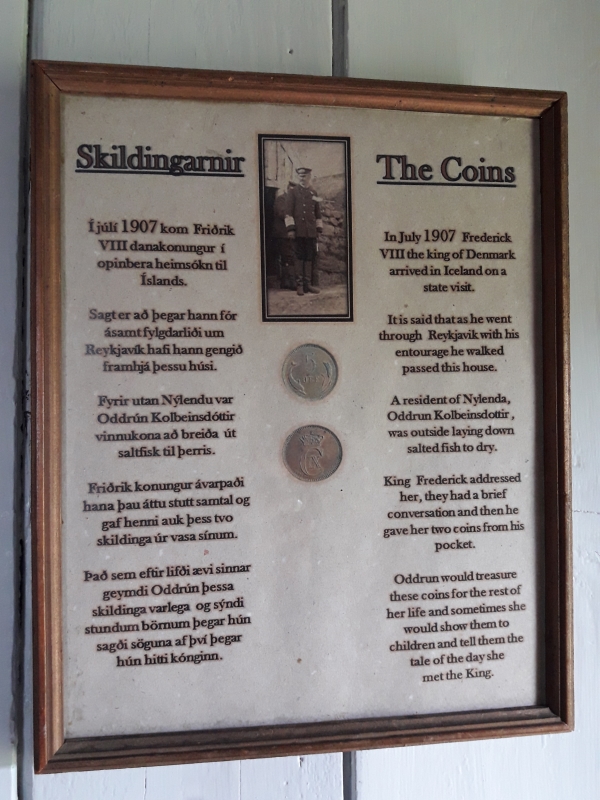 Skildingarnir
Í júlí 1907 kom Friðrik
VIII danakonungur í
opinbera heimsókn til
Íslands.
Sagt er að þegar hann fór
ásamt fylgdarliði um
Reykjavík hafi hann gengið
framhjá þessu húsi.
Fyrir utan Nýlendu var
Oddrún Kolbeinsdóttir
vinnukona að breiða út
saltfisk til þerris.
Friðrik konungur ávarpaði
hana þau áttu stutt samtal og
gaf henni auk þess tvo
skildinga úr vasa sínum.
Það sem eftir lifði ævi sinnar
geymdi Oddrún þessa
skildinga varlega og sýndi
stundum börnum þegar hún
sagði söguna af því þegar
hún hitti kónginn.
The Coins
In July 1907 Frederick
VIII the king of Denmark
arrived in Iceland on a
state visit.
It is said that as he went
through Reykjavik with his
entourage he walked
passed this house.
A resident of Nylenda,
Oddrun Kolbeinsdottir ,
was outside laying down
salted fish to dry.
King Frederick addressed
her, they had a brief
conversation and then he
gave her two coins from his
pocket.
Oddrun would treasure
these coins for the rest of
her life and sometimes she
would show them to
children and tell them the
tale of the day she
met the King.